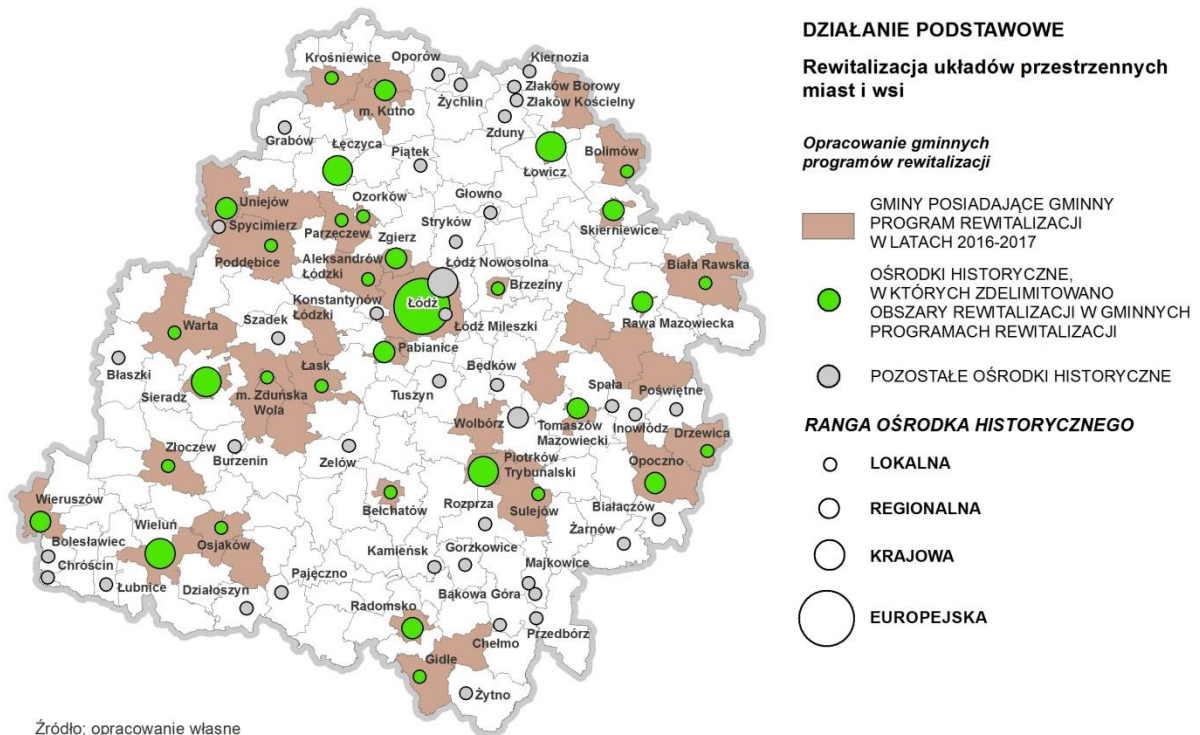 Krośniewice
Oporów
Kiernozia
Złaków Borowy
Złaków Kościelny
Żychlin
m. Kutno
Zduny
Grabów
Łęczyca
Piątek
Łowicz
Bolimów
Uniejów
Ozorków
Głowno
Spycimierz
Parzęczew
Stryków
Skierniewice
Zgierz
Poddębice
Aleksandrów
Łódzki
Łódź Nowosolna
Biała Rawska
Brzeziny
Konstantynów
Łódzki
Łódź
Łódź Mileszki
Rawa Mazowiecka
Warta
Szadek
Pabianice
Błaszki
Łask
Będków
Sieradz
m. Zduńska
Wola
Tuszyn
Spała
Poświętne
Wolbórz
Tomaszów
Mazowiecki
Inowłódz
Drzewica
Złoczew
Burzenin
Zelów
Piotrków
Trybunalski
Opoczno
Wieruszów
Bełchatów
Rozprza
Sulejów
Białaczów
Żarnów
Wieluń
Osjaków
Bolesławiec
Chróścin
Kamieńsk
Gorzkowice
Majkowice
Łubnice
Działoszyn
Pajęczno
Bąkowa Góra
Radomsko
Przedbórz
Chełmo
Gidle
Żytno
Źródło: opracowanie własne
DZIAŁANIE PODSTAWOWE
Rewitalizacja układów przestrzennych
miast i wsi
Opracowanie gminnych
programów rewitalizacji
GMINY POSIADAJĄCE GMINNY
PROGRAM REWITALIZACJI
W LATACH 2016-2017
OŚRODKI HISTORYCZNE,
W KTÓRYCH ZDELIMITOWANO
OBSZARY REWITALIZACJI W GMINNYCH
PROGRAMACH REWITALIZACJI
POZOSTAŁE OŚRODKI HISTORYCZNE
RANGA OŚRODKA HISTORYCZNEGO
LOKALNA
REGIONALNA
KRAJOWA
EUROPEJSKA